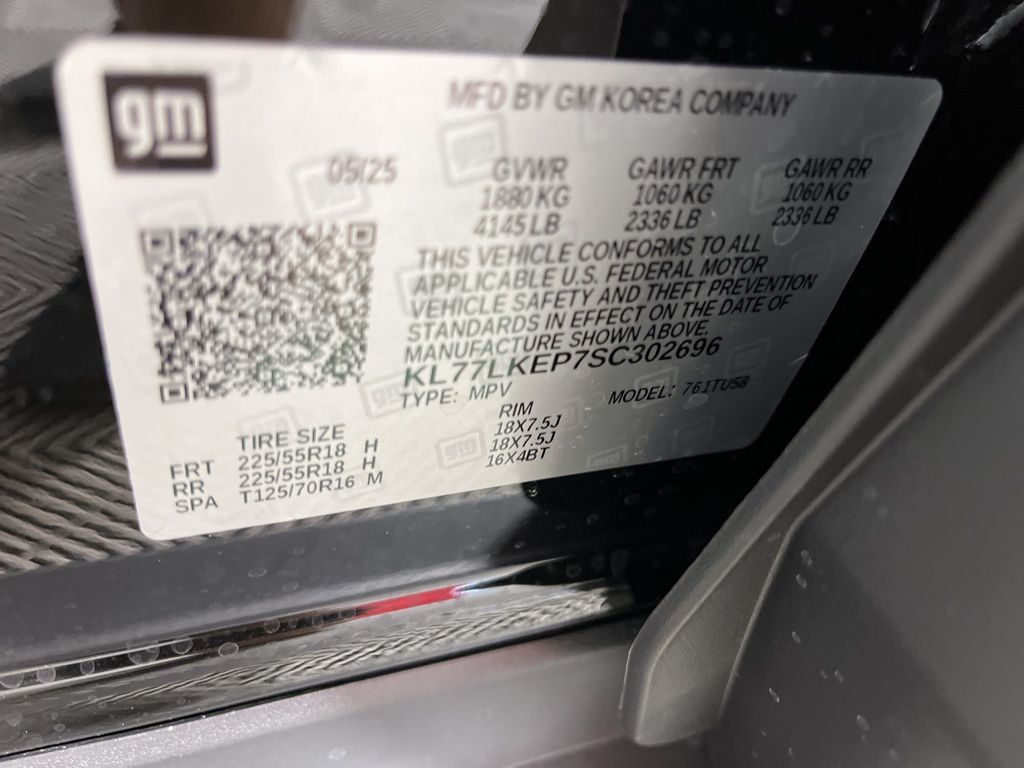 gm
MFD BY GM KOREA COMPANY
05/25 GVWR GAWR FRT GAWR RR
1880 KG 1060 KG 1060 KG
4145 LB 2336 LB 2336 LB
THIS VEHICLE CONFORMS TO ALL
APPLICABLE U.S. FEDERAL MOTOR
VEHICLE SAFETY AND THEFT PREVENTION
STANDARDS IN EFFECT ON THE DATE OF
MANUFACTURE SHOWN ABOVE.
KL77LKEP7SC302696
TYPE: MPV MODEL: 761TU58
TIRE SIZE RIM
FRT 225/55R18 H 18X7.5J
RR 225/55R18 H 18X7.5J
SPA T125/70R16 M 16X4BT